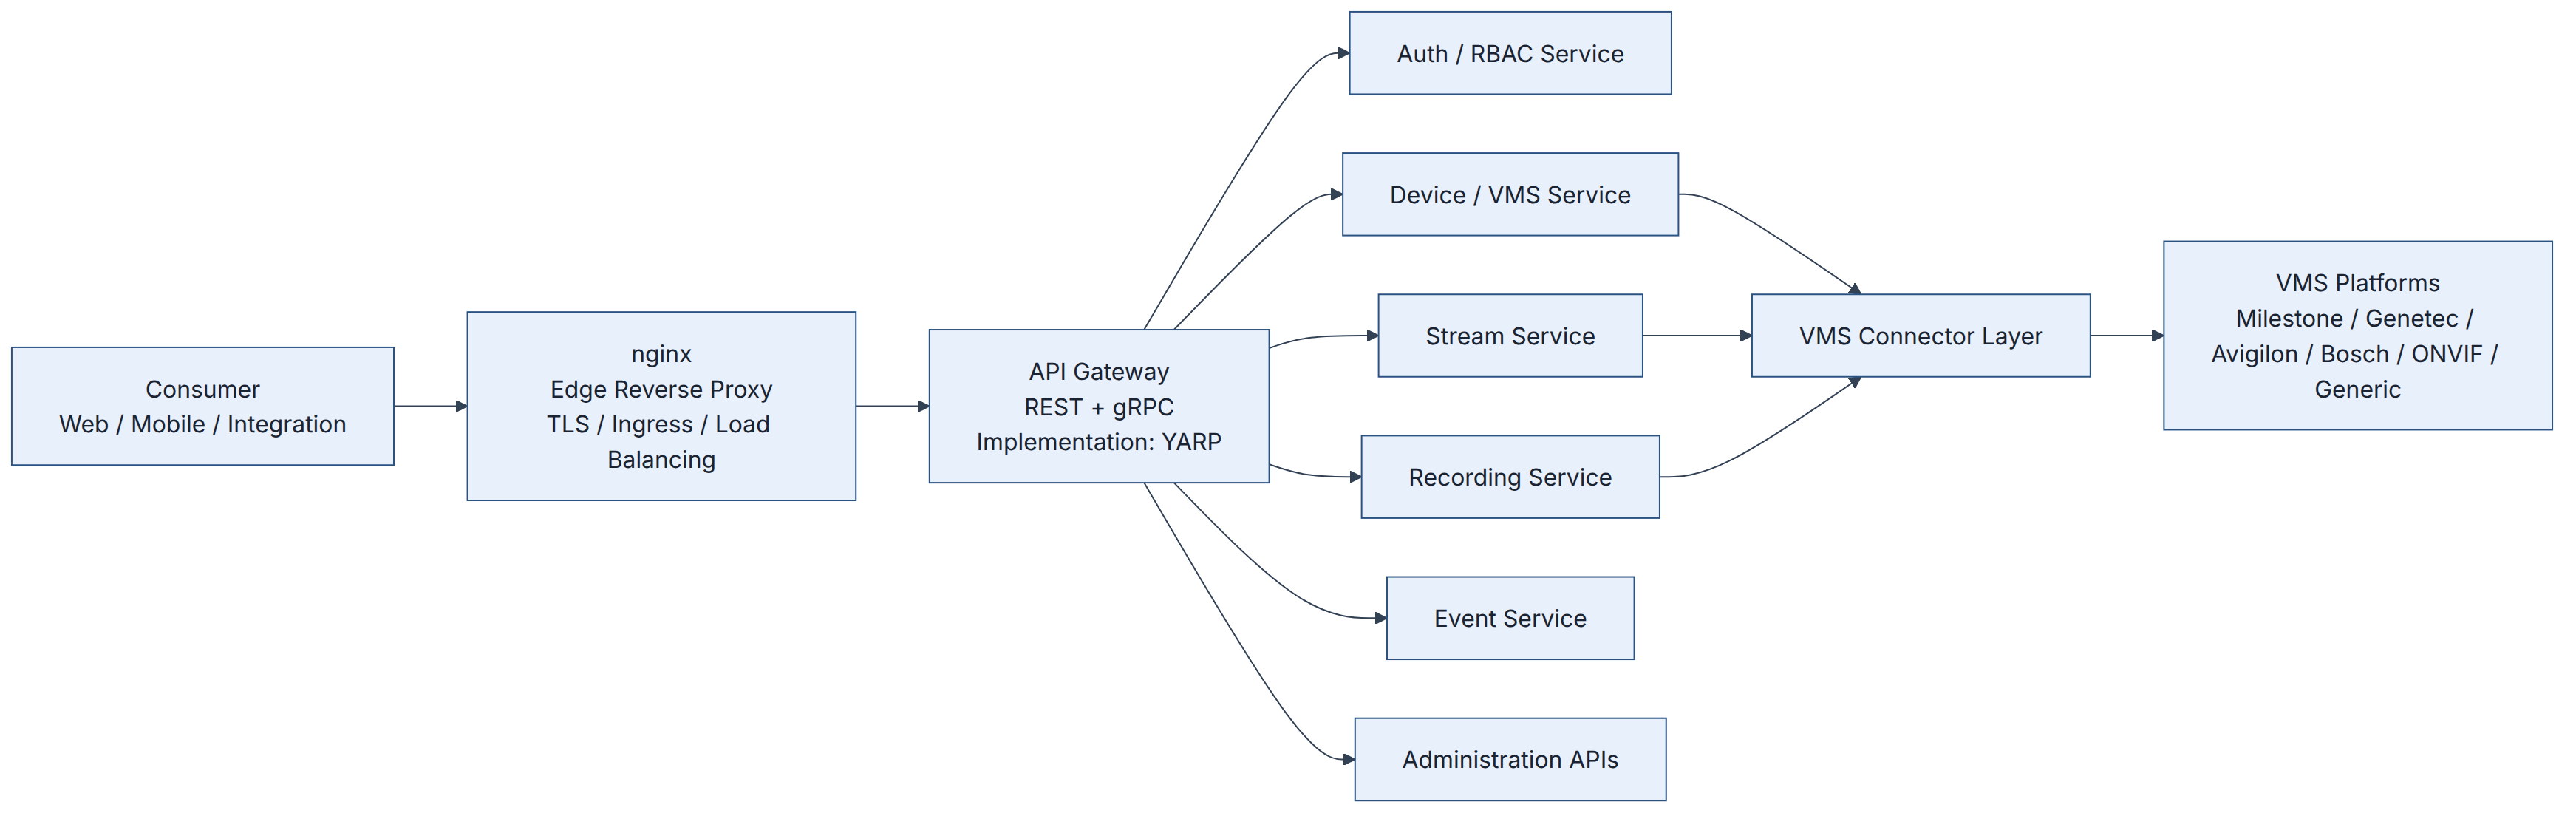 Consumer
Web / Mobile / Integration
nginx
Edge Reverse Proxy
TLS / Ingress / Load
Balancing
API Gateway
REST + gRPC
Implementation: YARP
Auth / RBAC Service
Device / VMS Service
Stream Service
Recording Service
Event Service
Administration APIs
VMS Connector Layer
VMS Platforms
Milestone / Genetec /
Avigilon / Bosch / ONVIF /
Generic